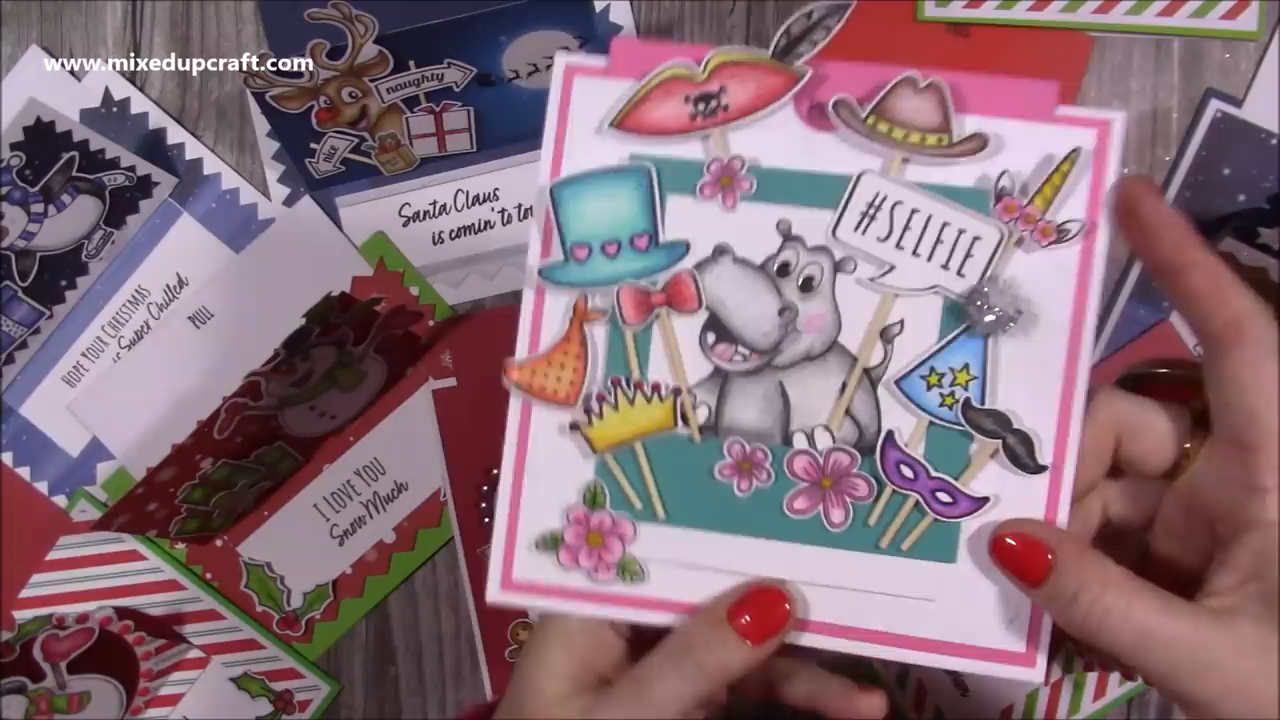 www.mixedupcraft.com
naughty
nice
Santa Claus
is comin' to
#SELFIE
HOPE YOUR CHRISTMAS
is Super Chilled
PULL
I LOVE YOU
Snow Much